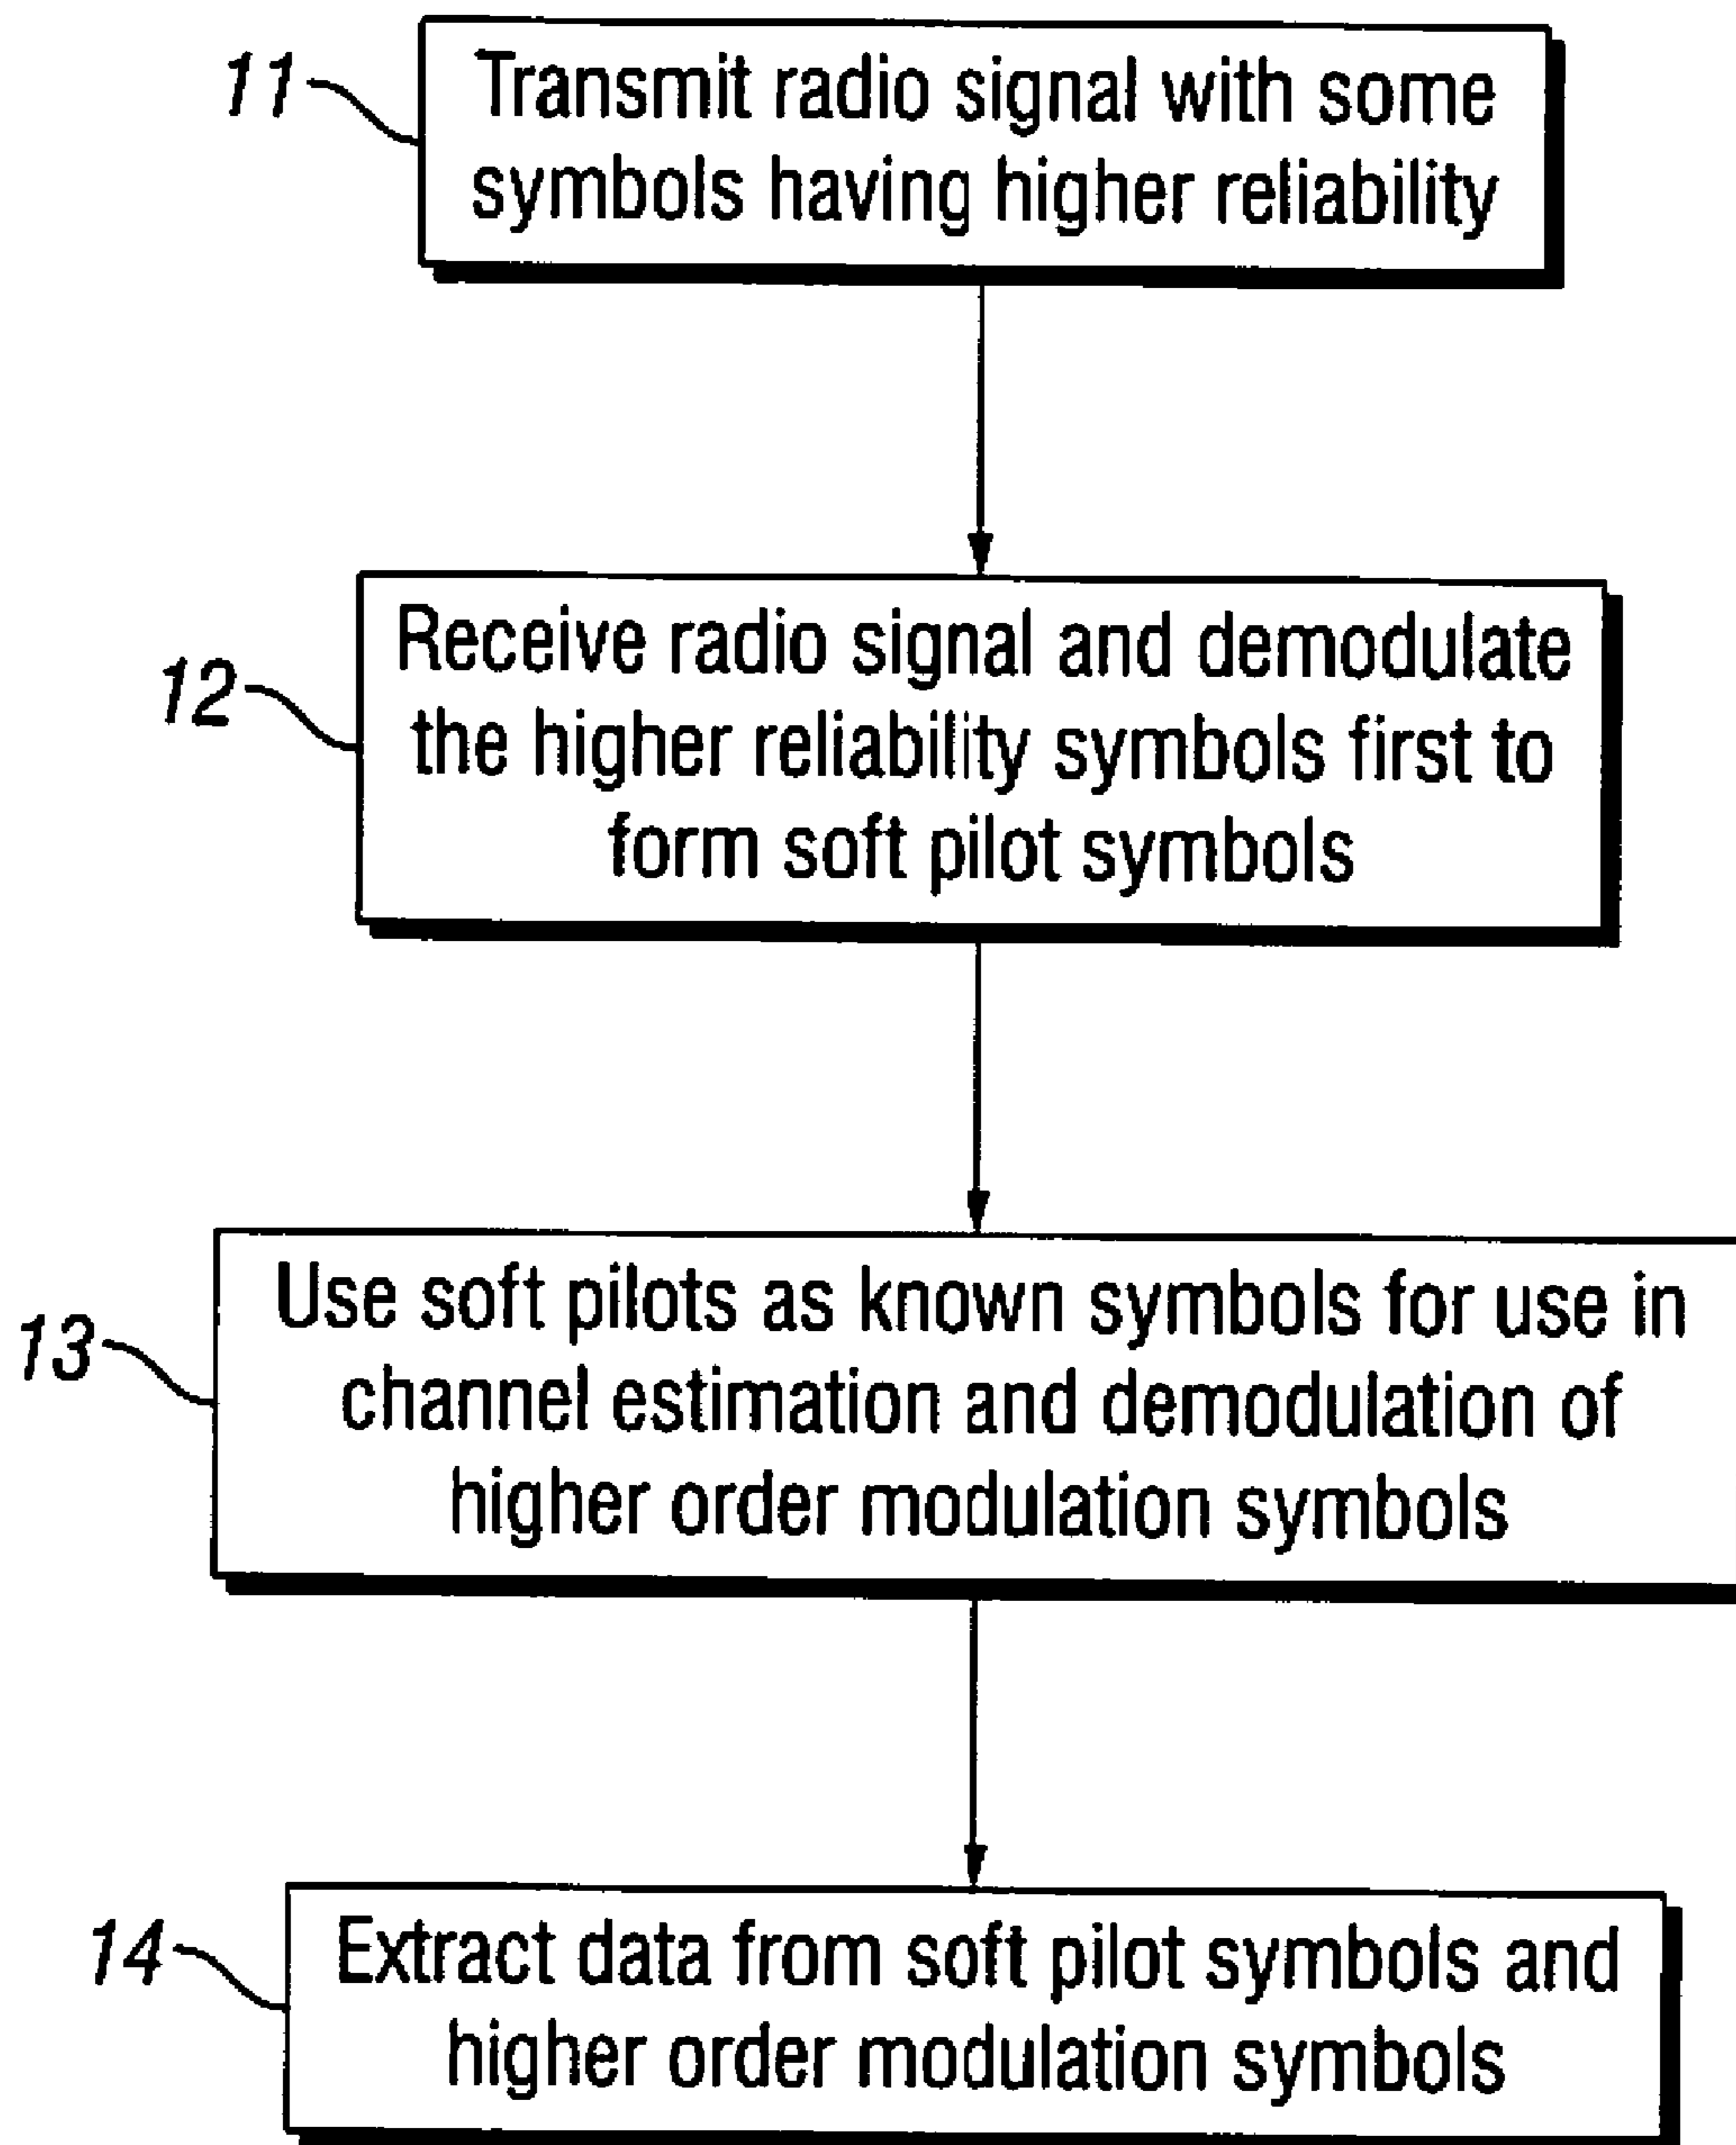 11
Transmit radio signal with some
symbols having higher reliability
12
Receive radio signal and demodulate
the higher reliability symbols first to
form soft pilot symbols
13
Use soft pilots as known symbols for use in
channel estimation and demodulation of
higher order modulation symbols
14
Extract data from soft pilot symbols and
higher order modulation symbols